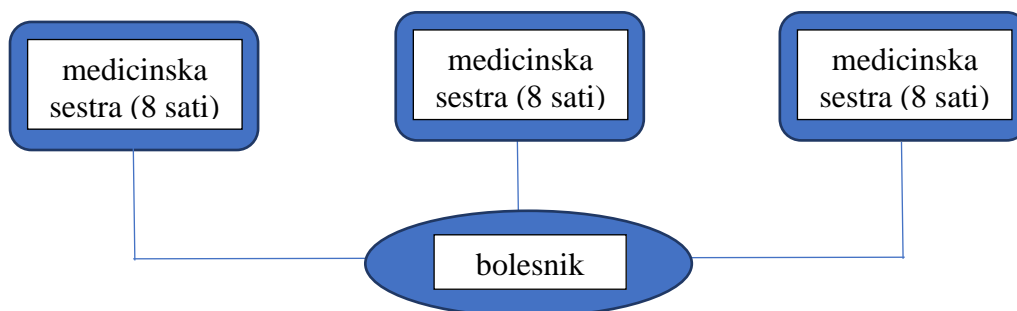 medicinska
sestra (8 sati)
medicinska
sestra (8 sati)
medicinska
sestra (8 sati)
bolesnik